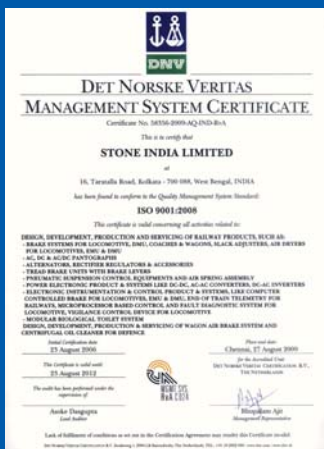 DNV
DET NORSKE VERITAS
MANAGEMENT SYSTEM CERTIFICATE
Certificate No. 58356-2009-AQ-IND-RvA
This is to certify that
STONE INDIA LIMITED
at
16, Taratalla Road, Kolkata - 700 088, West Bengal, INDIA
has been found to conform to the Quality Management System Standard:
ISO 9001:2008
This certificate is valid concerning all activities related to:
DESIGN, DEVELOPMENT, PRODUCTION AND SERVICING OF RAILWAY PRODUCTS, SUCH AS:
- BRAKE SYSTEMS FOR LOCOMOTIVE, DMU, COACHES & WAGONS, SLACK ADJUSTERS, AIR DRYERS
FOR LOCOMOTIVES, EMU & DMU
- AC, DC & AC/DC PANTOGRAPHS
- ALTERNATORS, RECTIFIER REGULATORS & ACCESSORIES
- TREAD BRAKE UNITS WITH BRAKE LEVERS
- PNEUMATIC SUSPENSION CONTROL EQUIPMENTS AND AIR SPRING ASSEMBLY
- POWER ELECTRONIC PRODUCT & SYSTEMS LIKE DC-DC, AC-AC CONVERTERS, DC-AC INVERTERS
- ELECTRONIC INSTRUMENTATION & CONTROL PRODUCT & SYSTEMS, LIKE COMPUTER
CONTROLLED BRAKE FOR LOCOMOTIVES, EMU & DMU, END OF TRAIN TELEMETRY FOR
RAILWAYS, MICROPROCESSOR BASED CONTROL AND FAULT DIAGNOSTIC SYSTEM FOR
LOCOMOTIVE, VIGILANCE CONTROL DEVICE FOR LOCOMOTIVE
- MODULAR BIOLOGICAL TOILET SYSTEM
DESIGN, DEVELOPMENT, PRODUCTION & SERVICING OF WAGON AIR BRAKE SYSTEM AND
CENTRIFUGAL OIL CLEANER FOR DEFENCE
Initial Certification date
23 August 2000
Place and date
Chennai, 27 August 2009
This Certificate is valid until
23 August 2012
for the Accredited Unit
DET NORSKE VERITAS CERTIFICATION B.V.,
THE NETHERLANDS
The audit has been performed under the
supervision of
MGMT. SYS.
RvA C024
Asoke Dasgupta
Lead Auditor
Bhupalam Ajit
Management Representative
Lack of fulfilment of conditions as set out in the Certification Agreement may render this Certificate invalid.